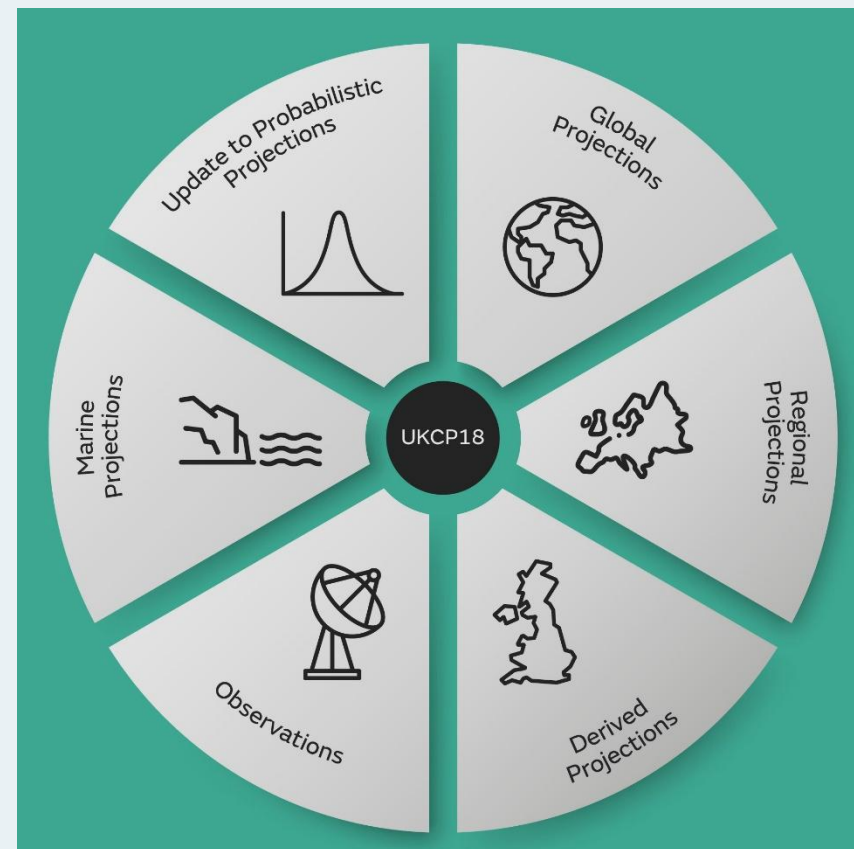 Update to Probabilistic
Projections
Global
Projections
Marine
Projections
UKCP18
Regional
Projections
Observations
Derived
Projections